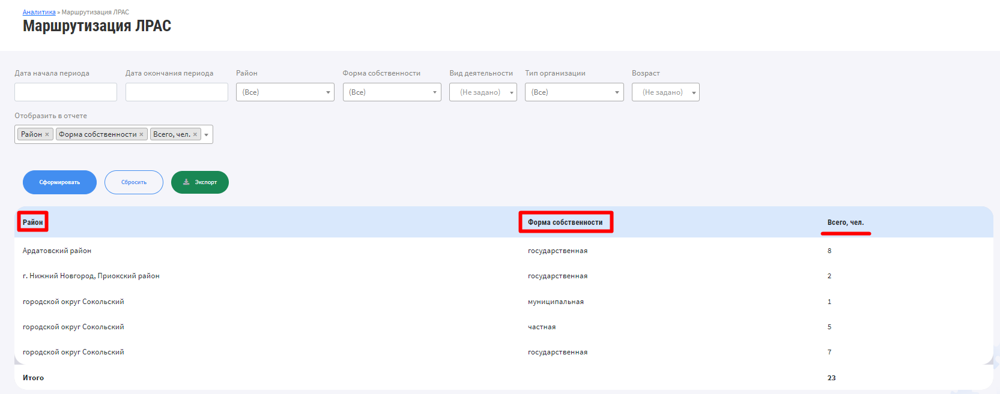 Аналитика » Маршрутизация ЛРАС
Маршрутизация ЛРАС
Дата начала периода Дата окончания периода Район Форма собственности Вид деятельности Тип организации Возраст
(Все) (Все) (Не задано) (Все) (Не задано)
Отобразить в отчете
Район × Форма собственности × Всего, чел. ×
Сформировать Сбросить Экспорт
Район Форма собственности Всего, чел.
Ардатовский район государственная 8
г. Нижний Новгород, Приокский район государственная 2
городской округ Сокольский муниципальная 1
городской округ Сокольский частная 5
городской округ Сокольский государственная 7
Итого 23